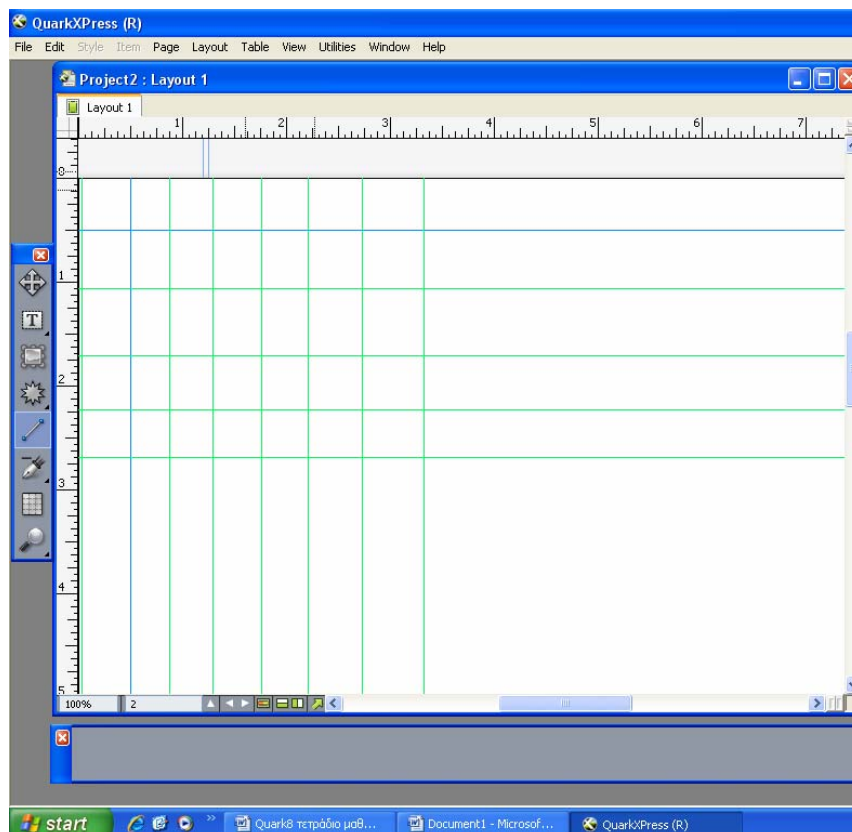 QuarkXPress (R)
File Edit Style Item Page Layout Table View Utilities Window Help
Project2 : Layout 1
Layout 1
1 2 3 4 5 6 7
0
1
T
2
3
4
5
100% 2
start Quark8 τετράδιο μαθ... Document1 - Microsof... QuarkXPress (R)